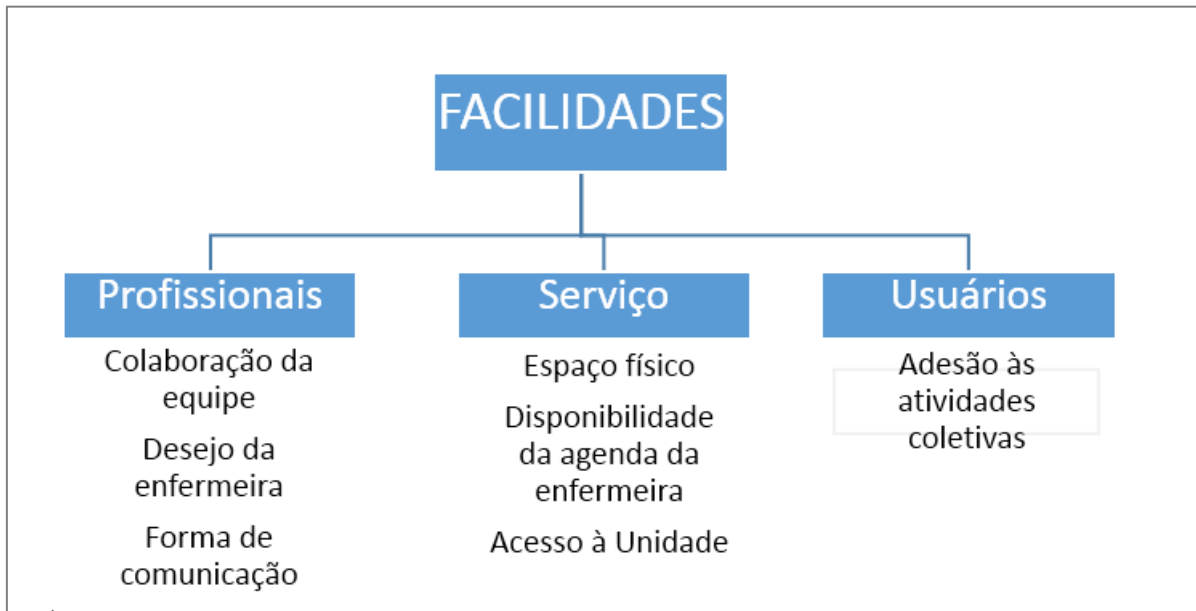 FACILIDADES
Profissionais
Colaboração da
equipe
Desejo da
enfermeira
Forma de
comunicação
Serviço
Espaço físico
Disponibilidade
da agenda da
enfermeira
Acesso à Unidade
Usuários
Adesão às
atividades
coletivas